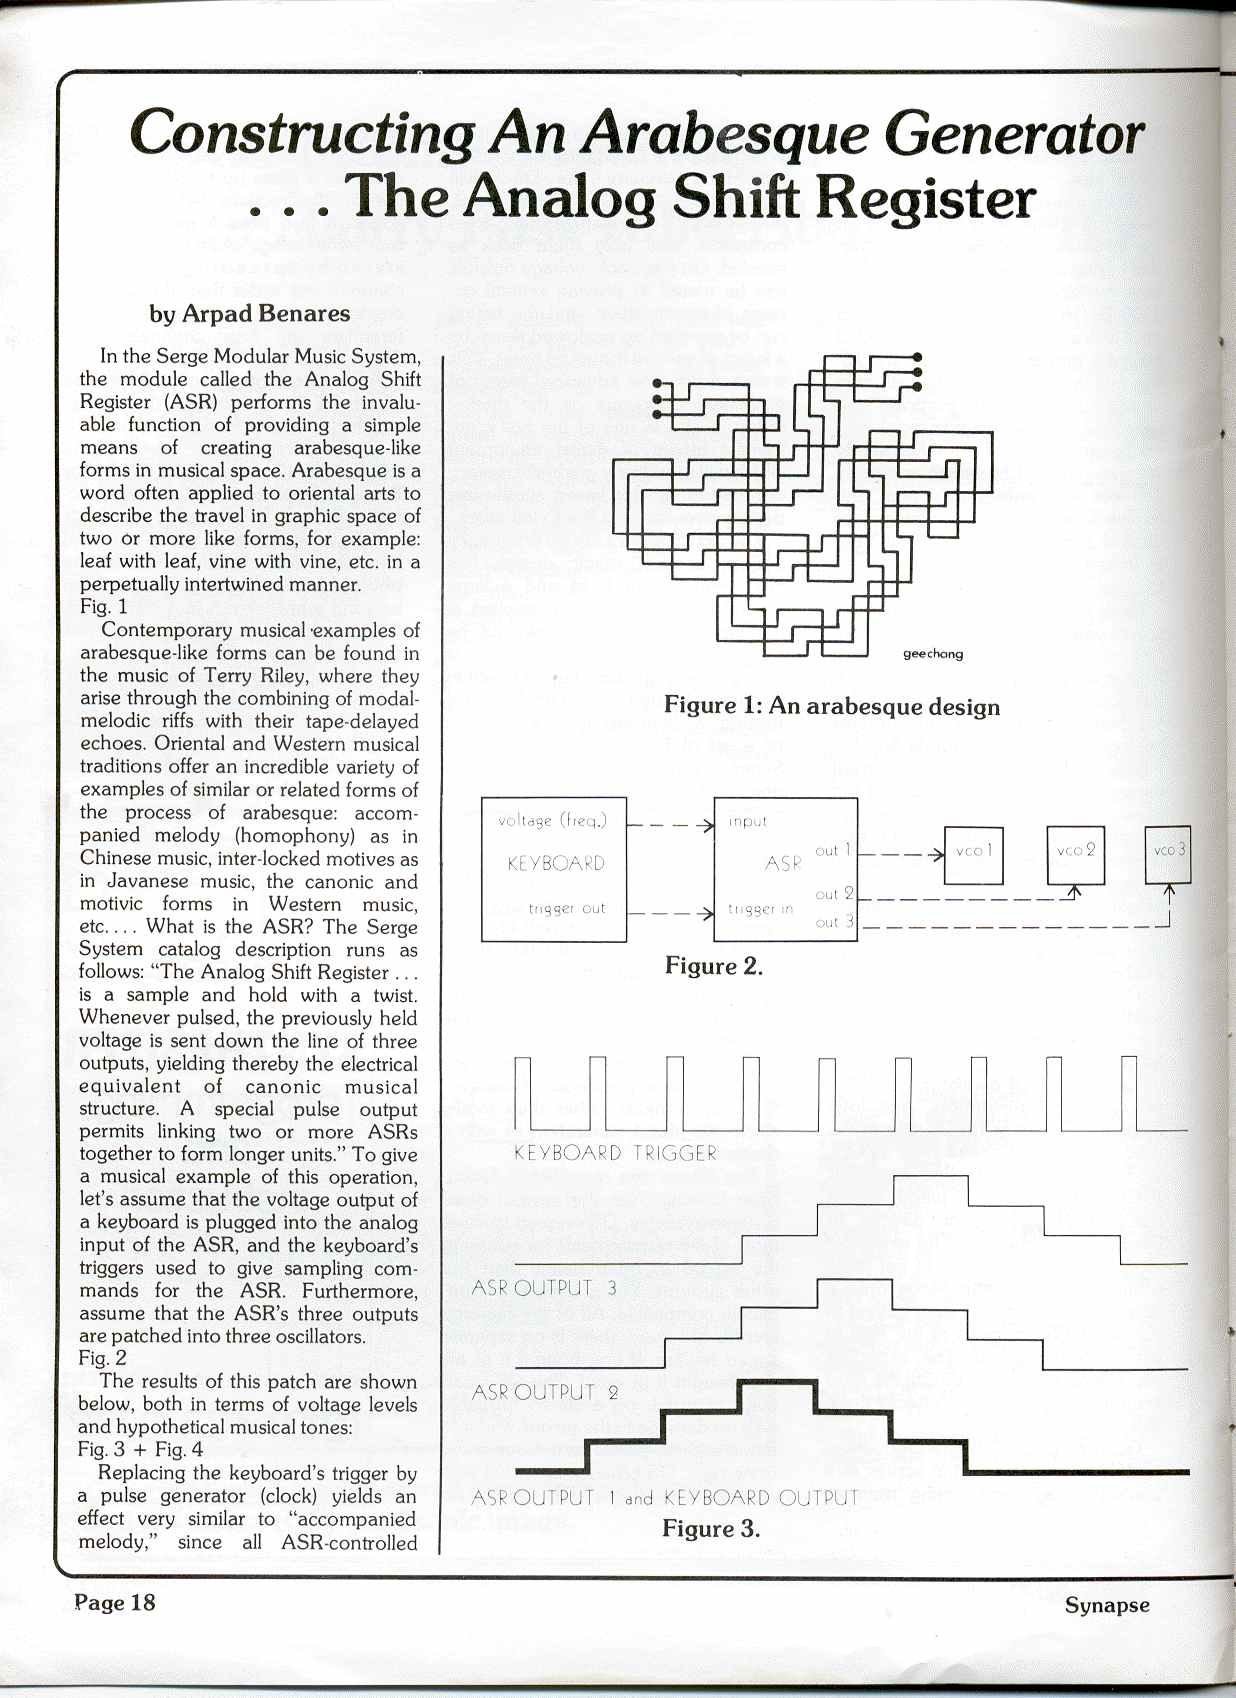 Constructing An Arabesque Generator
. . . The Analog Shift Register
by Arpad Benares
In the Serge Modular Music System,
the module called the Analog Shift
Register (ASR) performs the invalu-
able function of providing a simple
means of creating arabesque-like
forms in musical space. Arabesque is a
word often applied to oriental arts to
describe the travel in graphic space of
two or more like forms, for example:
leaf with leaf, vine with vine, etc. in a
perpetually intertwined manner.
Fig. 1
Contemporary musical examples of
arabesque-like forms can be found in
the music of Terry Riley, where they
arise through the combining of modal-
melodic riffs with their tape-delayed
echoes. Oriental and Western musical
traditions offer an incredible variety of
examples of similar or related forms of
the process of arabesque: accom-
panied melody (homophony) as in
Chinese music, inter-locked motives as
in Javanese music, the canonic and
motivic forms in Western music,
etc. . . . What is the ASR? The Serge
System catalog description runs as
follows: “The Analog Shift Register . . .
is a sample and hold with a twist.
Whenever pulsed, the previously held
voltage is sent down the line of three
outputs, yielding thereby the electrical
equivalent of canonic musical
structure. A special pulse output
permits linking two or more ASRs
together to form longer units.” To give
a musical example of this operation,
let's assume that the voltage output of
a keyboard is plugged into the analog
input of the ASR, and the keyboard's
triggers used to give sampling com-
mands for the ASR. Furthermore,
assume that the ASR's three outputs
are patched into three oscillators.
Fig. 2
The results of this patch are shown
below, both in terms of voltage levels
and hypothetical musical tones:
Fig. 3 + Fig. 4
Replacing the keyboard's trigger by
a pulse generator (clock) yields an
effect very similar to “accompanied
melody,” since all ASR-controlled
geechang
Figure 1: An arabesque design
voltage (freq.)
KEYBOARD
trigger out
input
ASR
trigger in
out 1
out 2
out 3
vco 1
vco 2
vco 3
Figure 2.
KEYBOARD TRIGGER
ASR OUTPUT 3
ASR OUTPUT 2
ASR OUTPUT 1 and KEYBOARD OUTPUT
Figure 3.
Page 18
Synapse